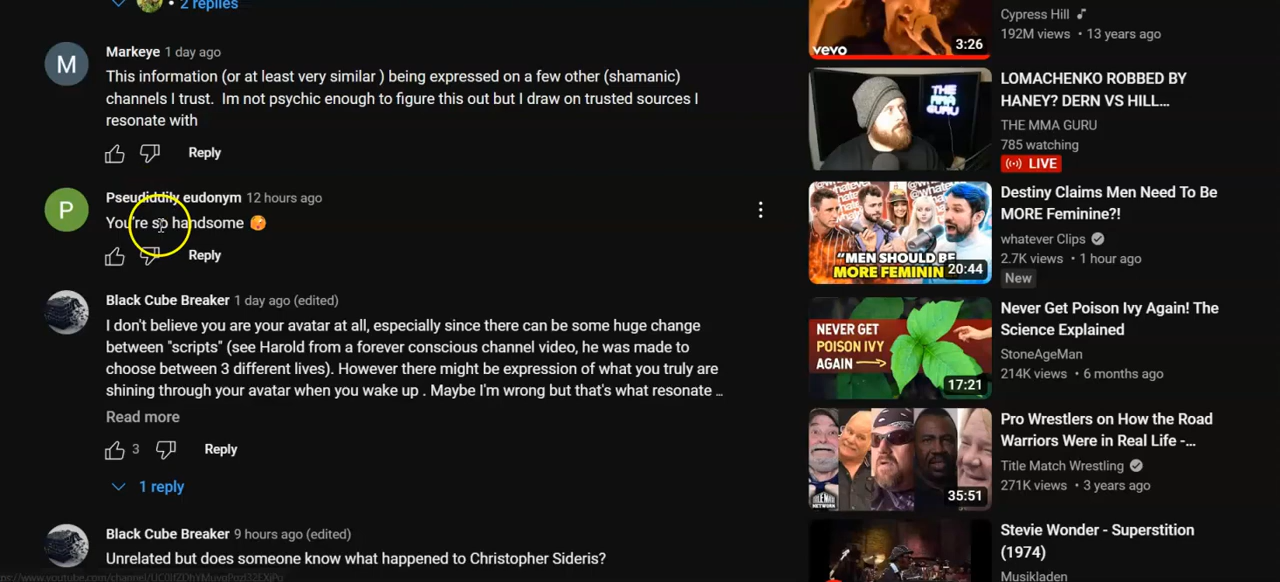 2 replies
Markeye 1 day ago
This information (or at least very similar ) being expressed on a few other (shamanic)
channels I trust. Im not psychic enough to figure this out but I draw on trusted sources I
resonate with
Reply
P
Pseudiddily eudonym 12 hours ago
You're so handsome
Reply
Black Cube Breaker 1 day ago (edited)
I don't believe you are your avatar at all, especially since there can be some huge change
between "scripts" (see Harold from a forever conscious channel video, he was made to
choose between 3 different lives). However there might be expression of what you truly are
shining through your avatar when you wake up . Maybe I'm wrong but that's what resonate ...
Read more
3
Reply
1 reply
Black Cube Breaker 9 hours ago (edited)
Unrelated but does someone know what happened to Christopher Sideris?
M
vevo
3:26
Cypress Hill
192M views • 13 years ago
THE
MMA
GURU
LOMACHENKO ROBBED BY
HANEY? DERN VS HILL...
THE MMA GURU
785 watching
LIVE
"MEN SHOULD BE
MORE FEMININ
20:44
Destiny Claims Men Need To Be
MORE Feminine?!
whatever Clips
2.7K views • 1 hour ago
New
NEVER GET
POISON IVY
AGAIN
17:21
Never Get Poison Ivy Again! The
Science Explained
StoneAgeMan
214K views • 6 months ago
35:51
Pro Wrestlers on How the Road
Warriors Were in Real Life -...
Title Match Wrestling
271K views • 3 years ago
Stevie Wonder - Superstition
(1974)
Musikladen